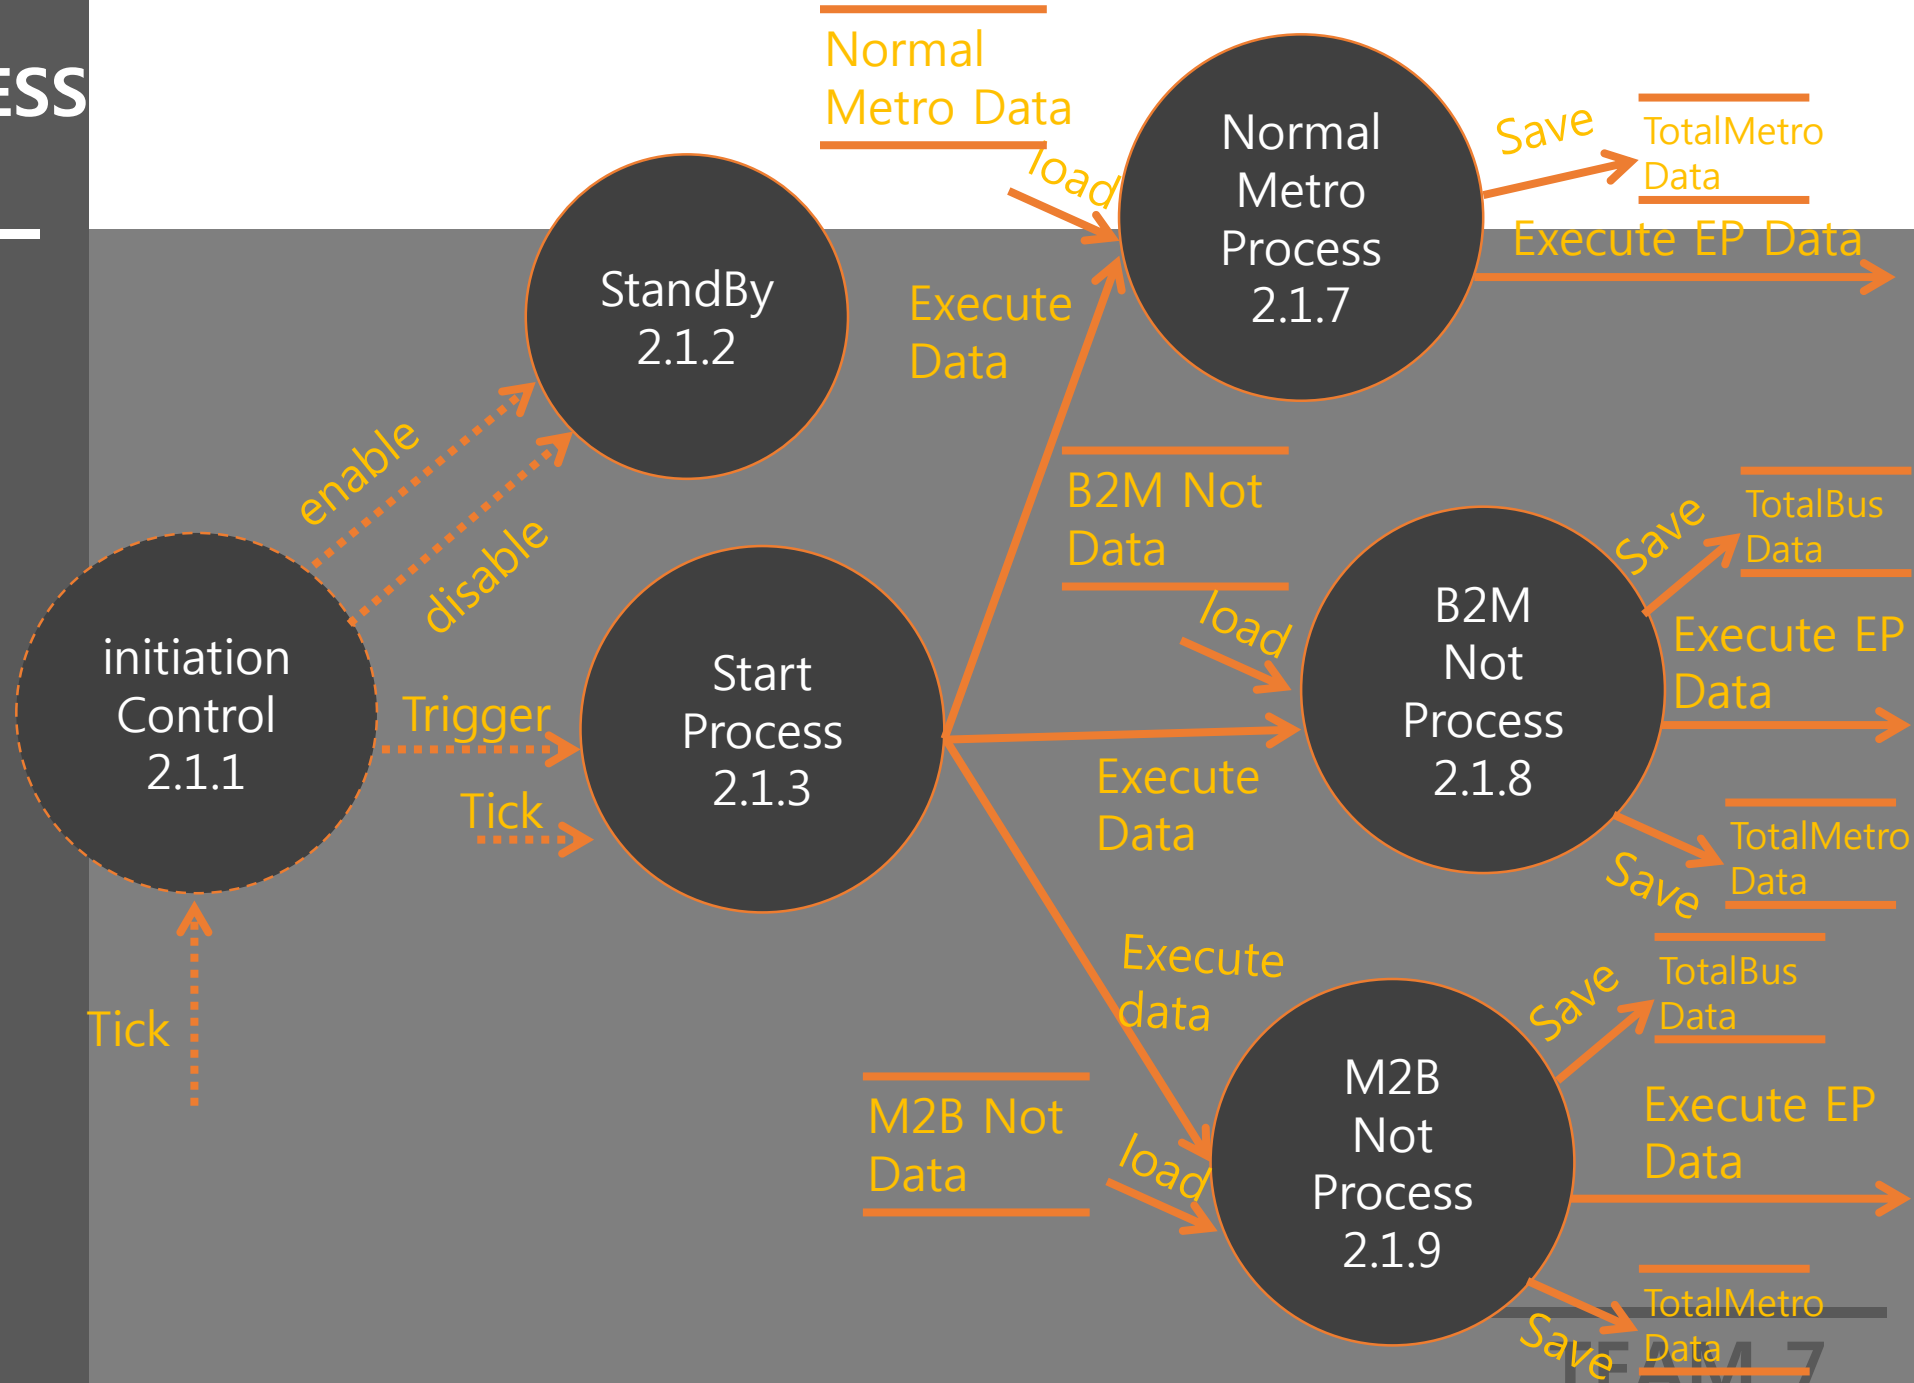 ESS
Normal
Metro Data
load
Normal
Metro
Process
2.1.7
Save
TotalMetro
Data
Execute EP Data
StandBy
2.1.2
Execute
Data
enable
disable
B2M Not
Data
load
B2M
Not
Process
2.1.8
Save
TotalBus
Data
Execute EP
Data
initiation
Control
2.1.1
Trigger
Tick
Start
Process
2.1.3
Execute
Data
Save
TotalMetro
Data
Tick
Execute
data
M2B Not
Data
load
M2B
Not
Process
2.1.9
Save
TotalBus
Data
Execute EP
Data
Save
TotalMetro
Data
TEAM 7